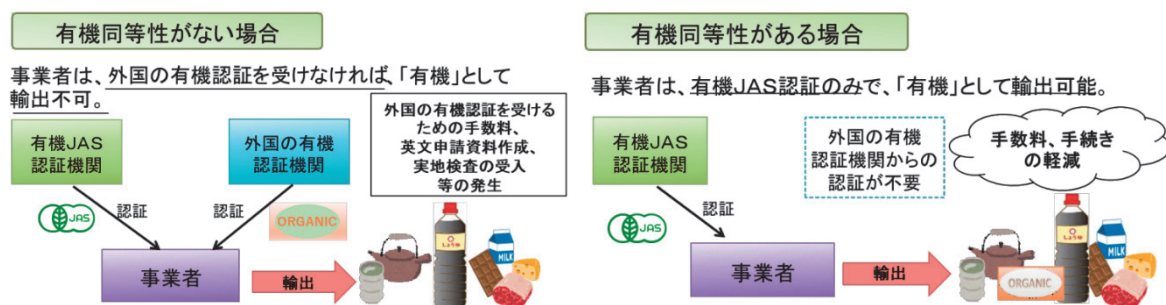 有機同等性がない場合
事業者は、外国の有機認証を受けなければ、「有機」として
輸出不可。
有機JAS
認証機関
外国の有機
認証機関
外国の有機認証を受ける
ための手数料、
英文申請資料作成、
実地検査の受入
等の発生
JAS
認証
認証
ORGANIC
事業者
輸出
しょうゆ
MILK
有機同等性がある場合
事業者は、有機JAS認証のみで、「有機」として輸出可能。
有機JAS
認証機関
外国の有機
認証機関からの
認証が不要
手数料、手続き
の軽減
JAS
認証
事業者
輸出
ORGANIC
しょうゆ
MILK